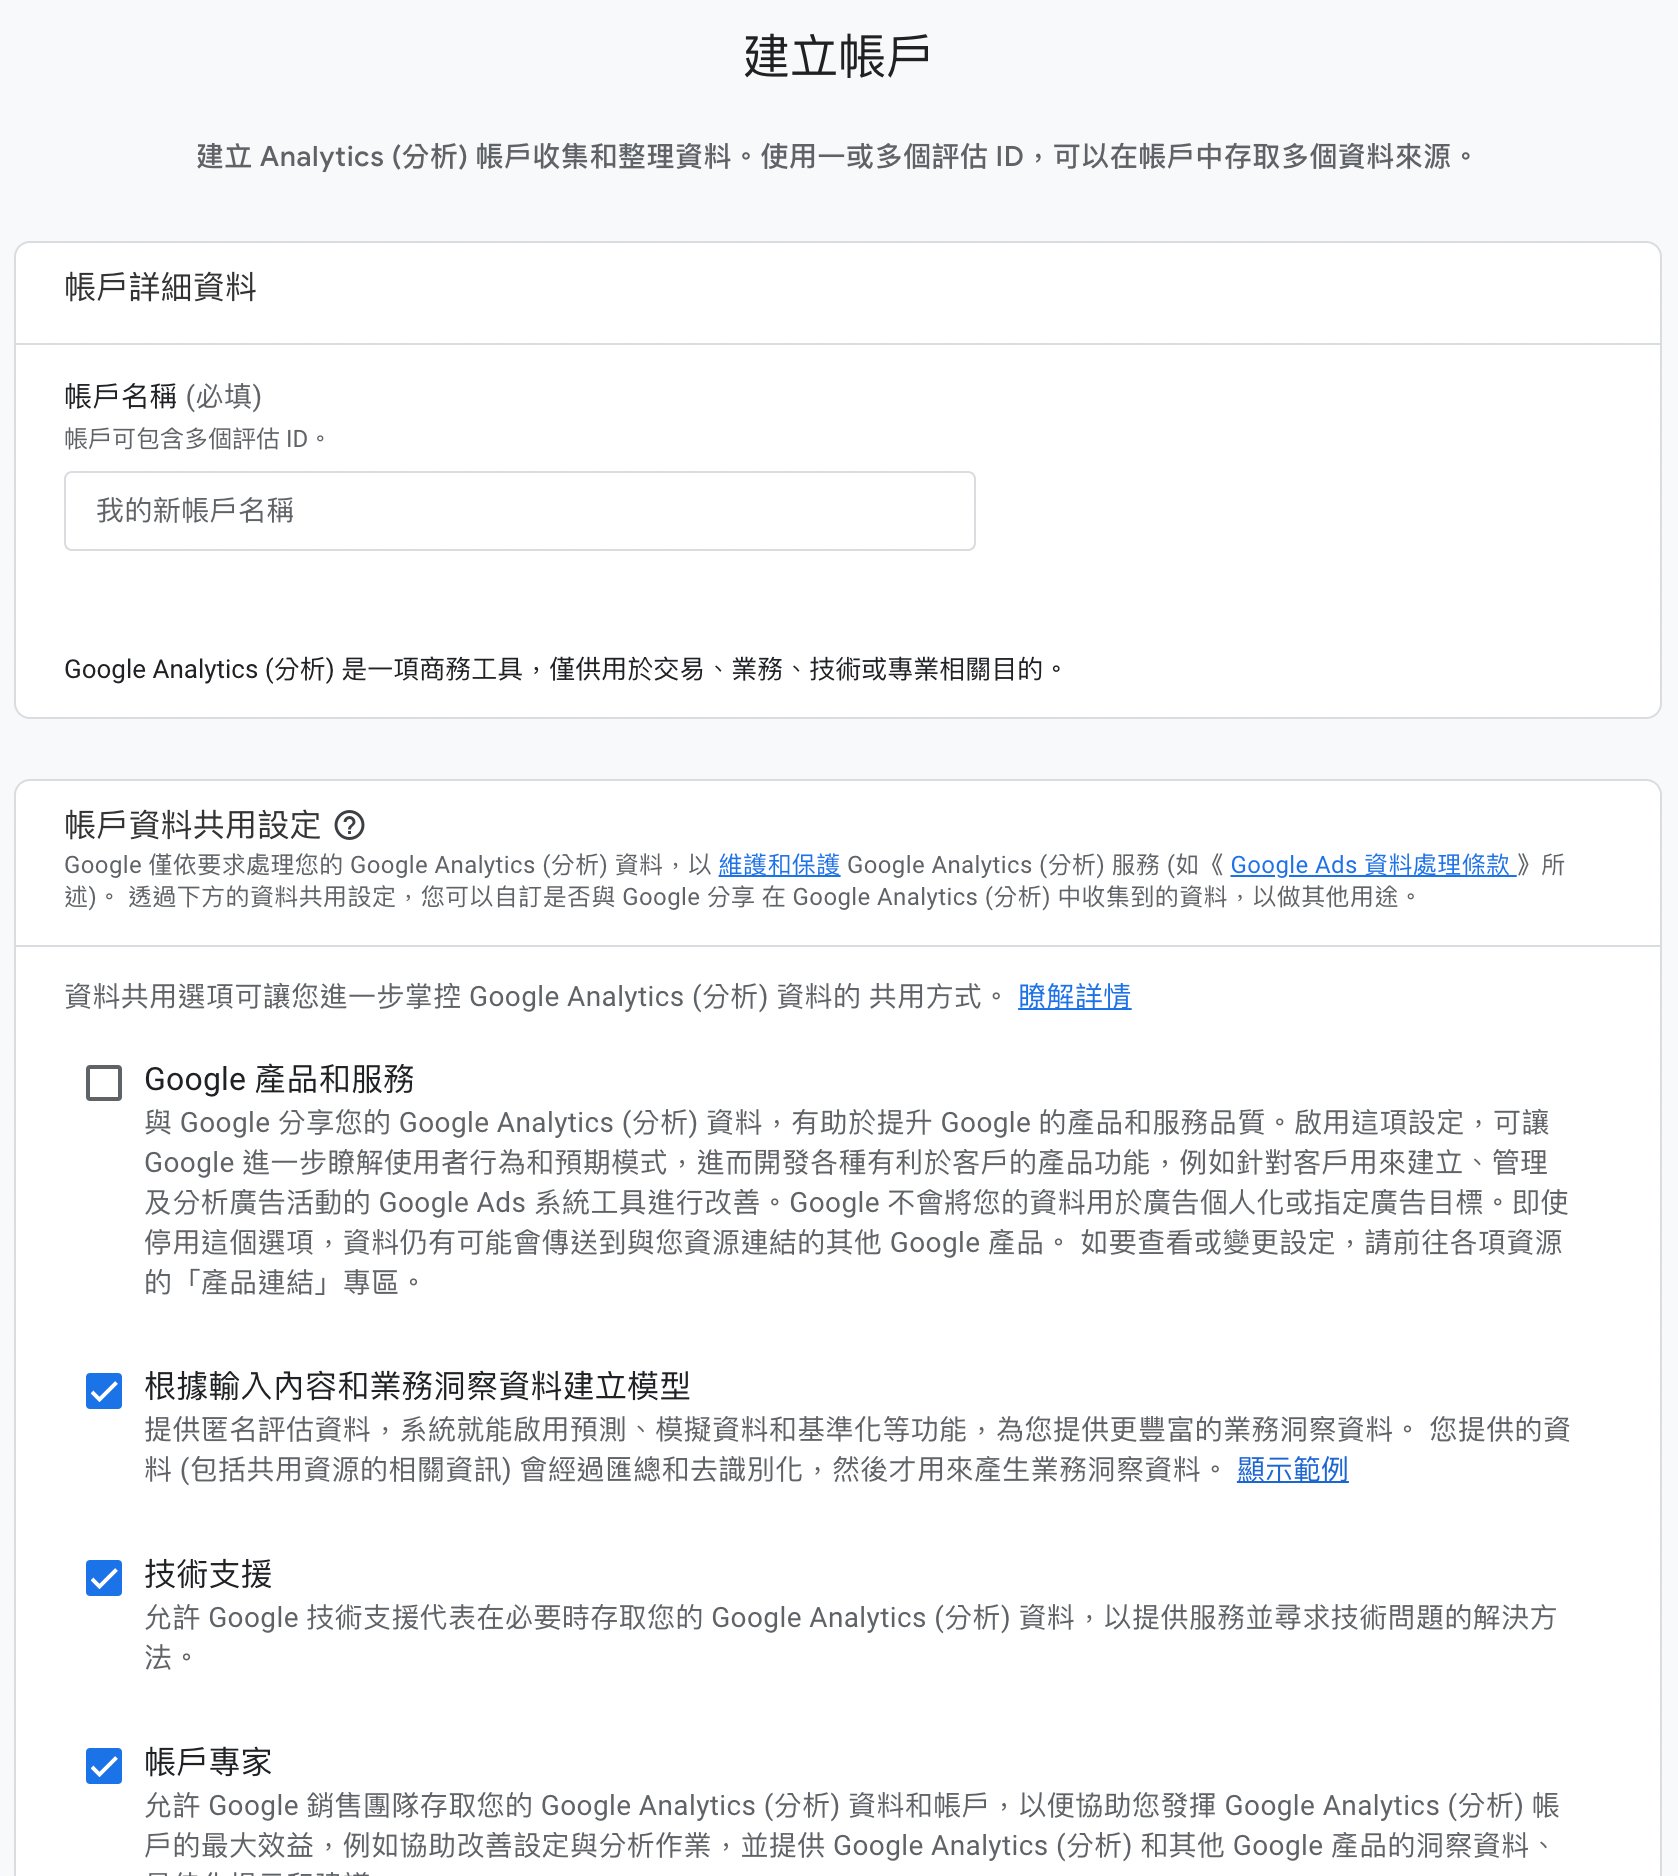 建立帳戶
建立 Analytics (分析) 帳戶收集和整理資料。使用一或多個評估 ID，可以在帳戶中存取多個資料來源。
帳戶詳細資料
帳戶名稱 (必填)
帳戶可包含多個評估 ID。
我的新帳戶名稱
Google Analytics (分析) 是一項商務工具，僅供用於交易、業務、技術或專業相關目的。
帳戶資料共用設定
Google 僅依要求處理您的 Google Analytics (分析) 資料，以 維護和保護 Google Analytics (分析) 服務 (如《 Google Ads 資料處理條款 》所
述)。 透過下方的資料共用設定，您可以自訂是否與 Google 分享 在 Google Analytics (分析) 中收集到的資料，以做其他用途。
資料共用選項可讓您進一步掌控 Google Analytics (分析) 資料的 共用方式。 瞭解詳情
Google 產品和服務
與 Google 分享您的 Google Analytics (分析) 資料，有助於提升 Google 的產品和服務品質。啟用這項設定，可讓
Google 進一步瞭解使用者行為和預期模式，進而開發各種有利於客戶的產品功能，例如針對客戶用來建立、管理
及分析廣告活動的 Google Ads 系統工具進行改善。Google 不會將您的資料用於廣告個人化或指定廣告目標。即使
停用這個選項，資料仍有可能會傳送到與您資源連結的其他 Google 產品。 如要查看或變更設定，請前往各項資源
的「產品連結」專區。
根據輸入內容和業務洞察資料建立模型
提供匿名評估資料，系統就能啟用預測、模擬資料和基準化等功能，為您提供更豐富的業務洞察資料。 您提供的資
料 (包括共用資源的相關資訊) 會經過匯總和去識別化，然後才用來產生業務洞察資料。 顯示範例
技術支援
允許 Google 技術支援代表在必要時存取您的 Google Analytics (分析) 資料，以提供服務並尋求技術問題的解決方
法。
帳戶專家
允許 Google 銷售團隊存取您的 Google Analytics (分析) 資料和帳戶，以便協助您發揮 Google Analytics (分析) 帳
戶的最大效益，例如協助改善設定與分析作業，並提供 Google Analytics (分析) 和其他 Google 產品的洞察資料、